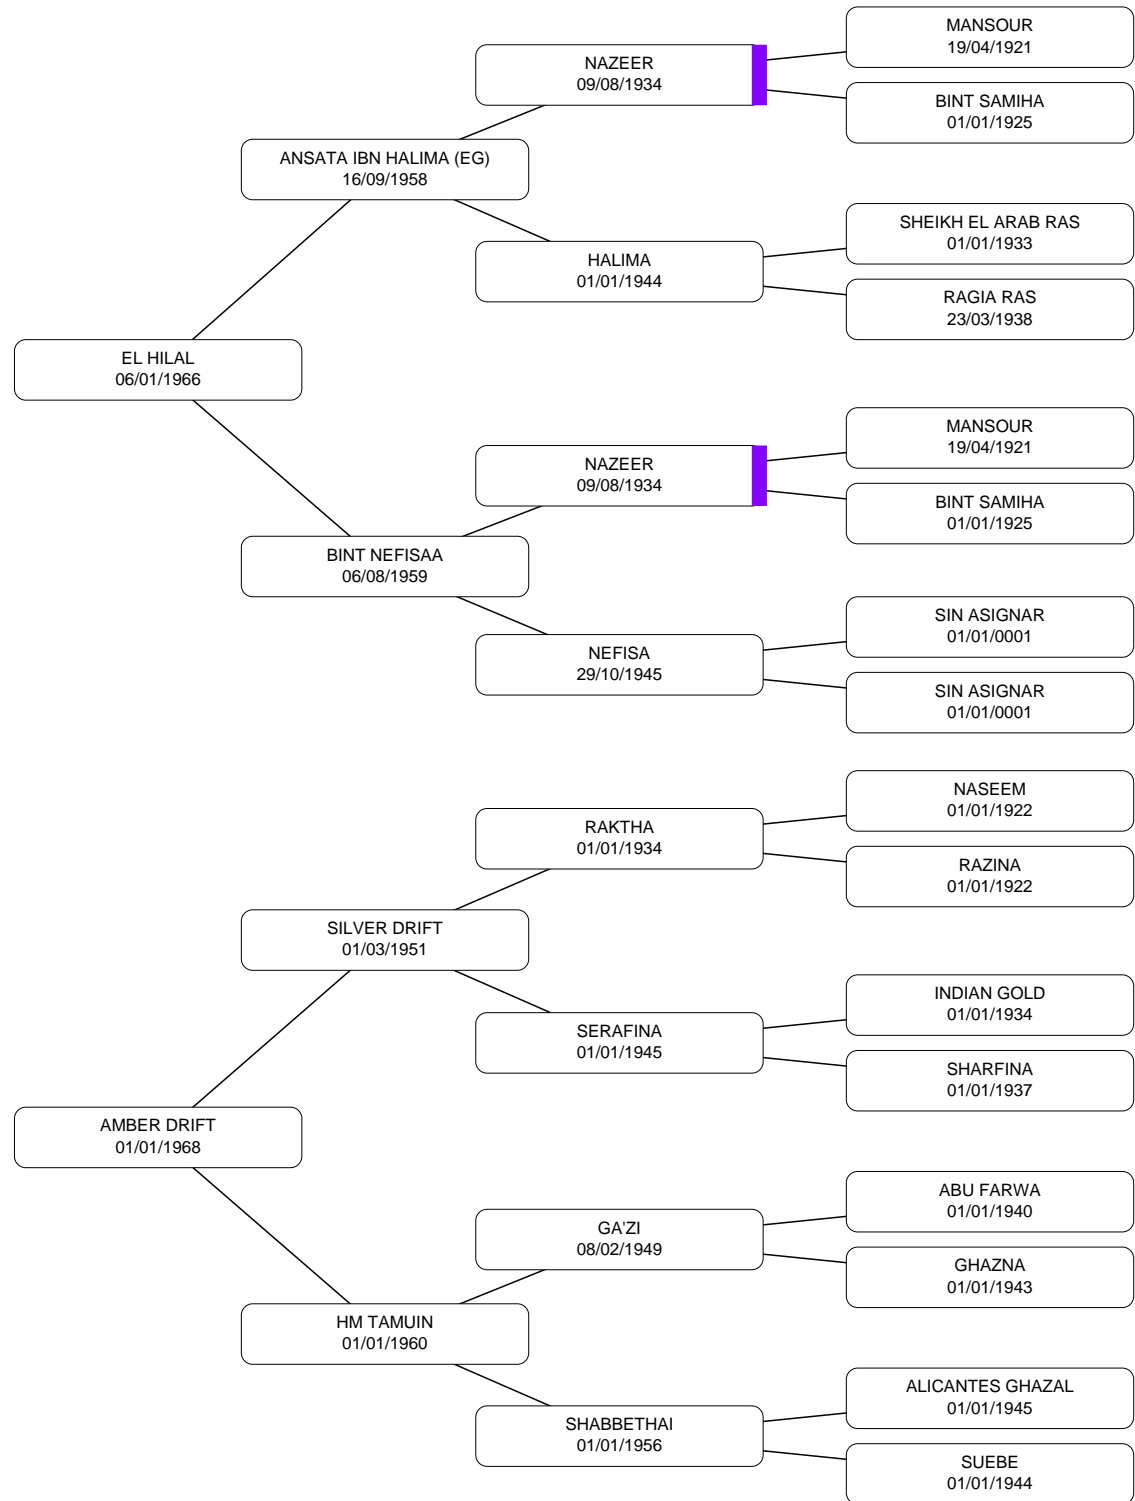 MANSOUR
19/04/1921
NAZEER
09/08/1934
BINT SAMIHA
01/01/1925
ANSATA IBN HALIMA (EG)
16/09/1958
SHEIKH EL ARAB RAS
01/01/1933
HALIMA
01/01/1944
RAGIA RAS
23/03/1938
EL HILAL
06/01/1966
MANSOUR
19/04/1921
NAZEER
09/08/1934
BINT SAMIHA
01/01/1925
BINT NEFISAA
06/08/1959
SIN ASIGNAR
01/01/0001
NEFISA
29/10/1945
SIN ASIGNAR
01/01/0001
NASEEM
01/01/1922
RAKTHA
01/01/1934
RAZINA
01/01/1922
SILVER DRIFT
01/03/1951
INDIAN GOLD
01/01/1934
SERAFINA
01/01/1945
SHARFINA
01/01/1937
AMBER DRIFT
01/01/1968
ABU FARWA
01/01/1940
GA'ZI
08/02/1949
GHAZNA
01/01/1943
HM TAMUIN
01/01/1960
ALICANTES GHAZAL
01/01/1945
SHABBETHAI
01/01/1956
SUEBE
01/01/1944